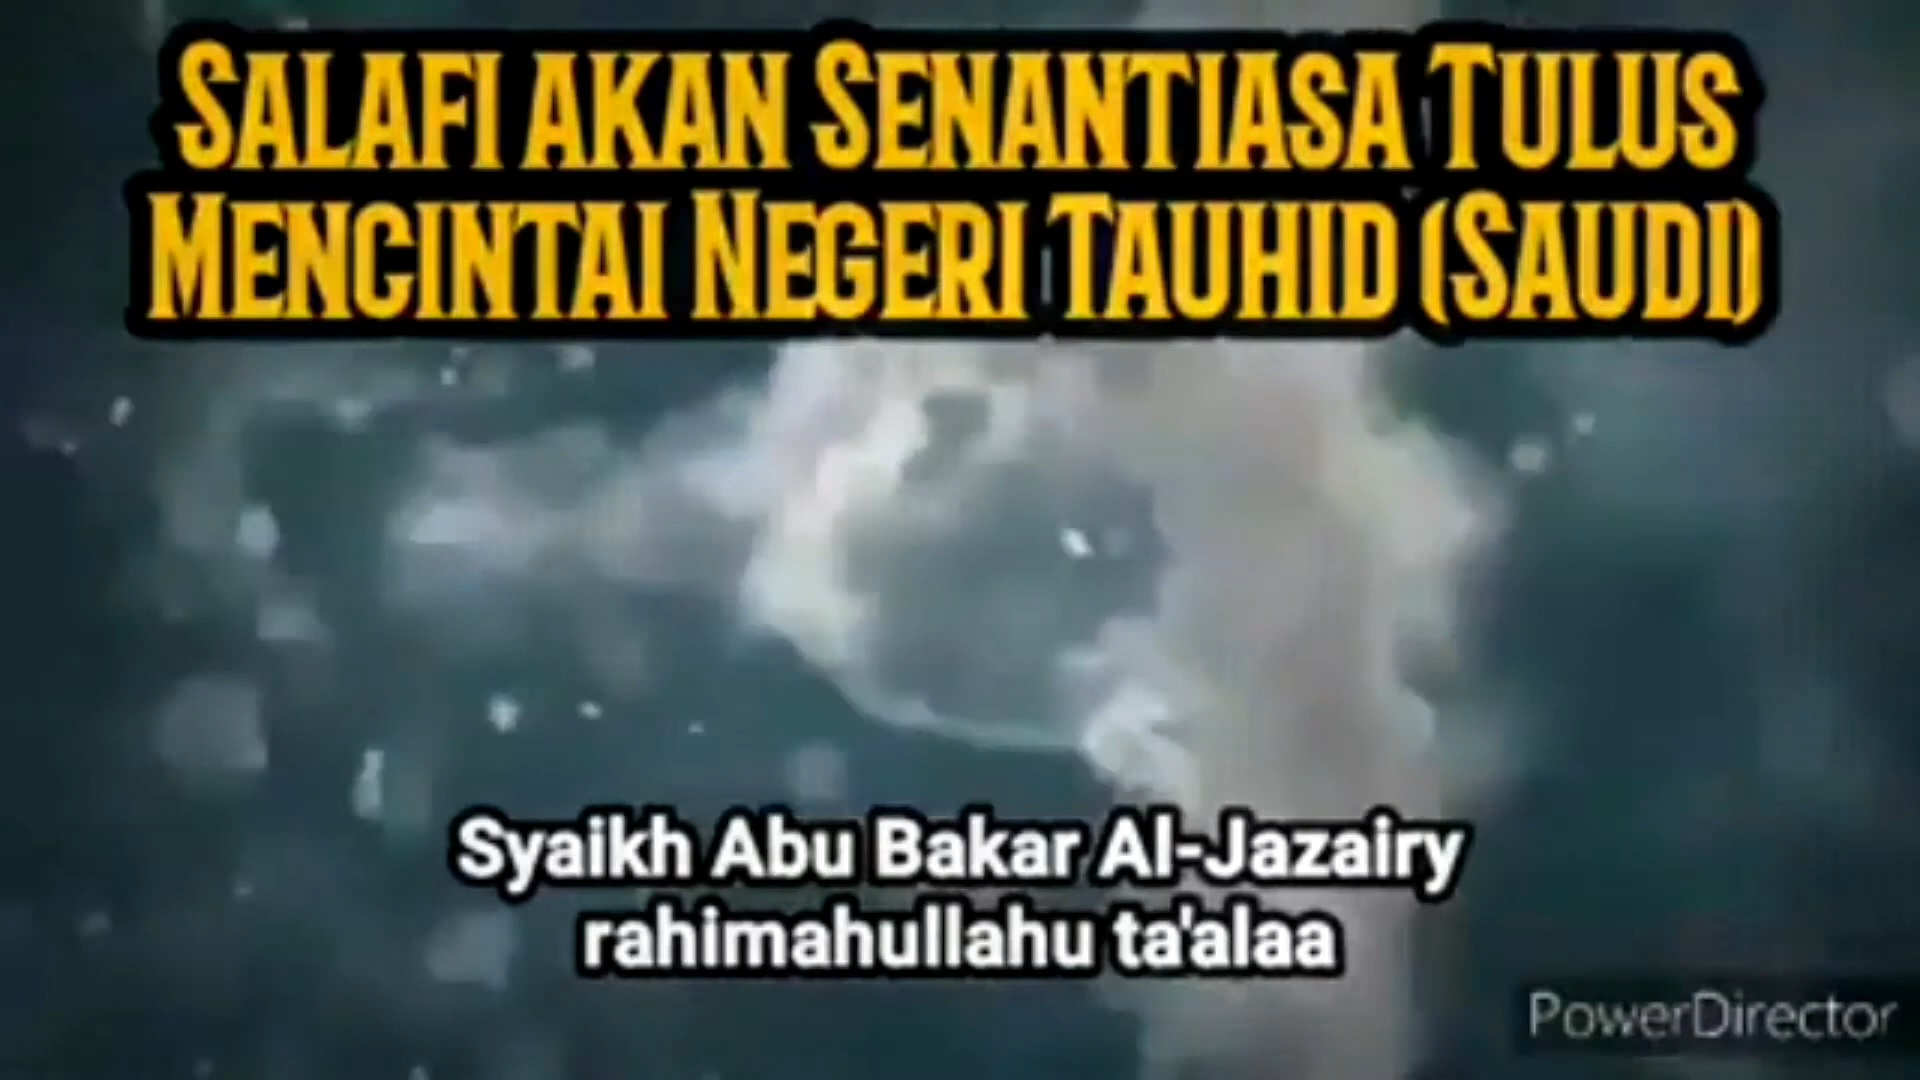 SALAFI AKAN SENANTIASA TULUS
MENCINTAI NEGERI TAUHID (SAUDI)
Syaikh Abu Bakar Al-Jazairy
rahimahullahu ta'alaa
PowerDirector